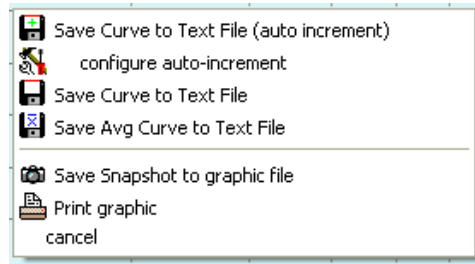 Save Curve to Text File (auto increment)
configure auto-increment
Save Curve to Text File
Save Avg Curve to Text File
Save Snapshot to graphic file
Print graphic
cancel